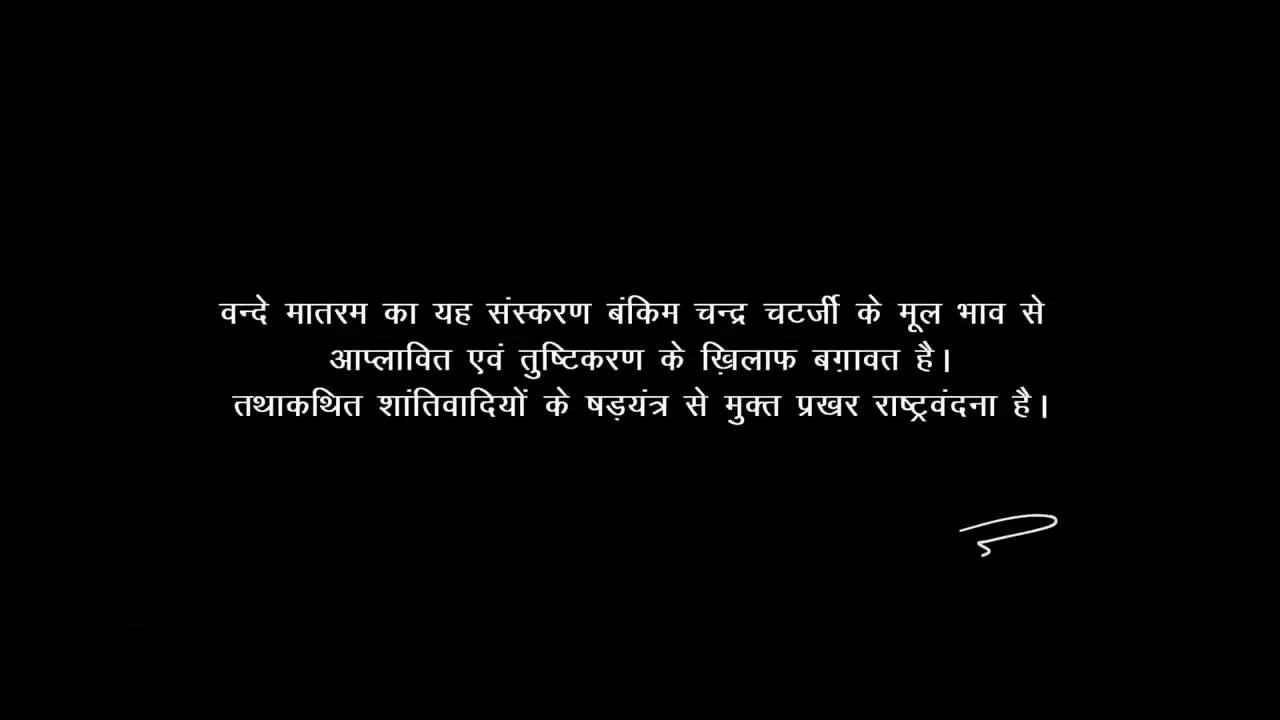 वन्दे मातरम का यह संस्करण बंकिम चन्द्र चटर्जी के मूल भाव से
आप्लावित एवं तुष्टिकरण के ख़िलाफ बग़ावत है।
तथाकथित शांतिवादियों के षड़यंत्र से मुक्त प्रखर राष्ट्रवंदना है।